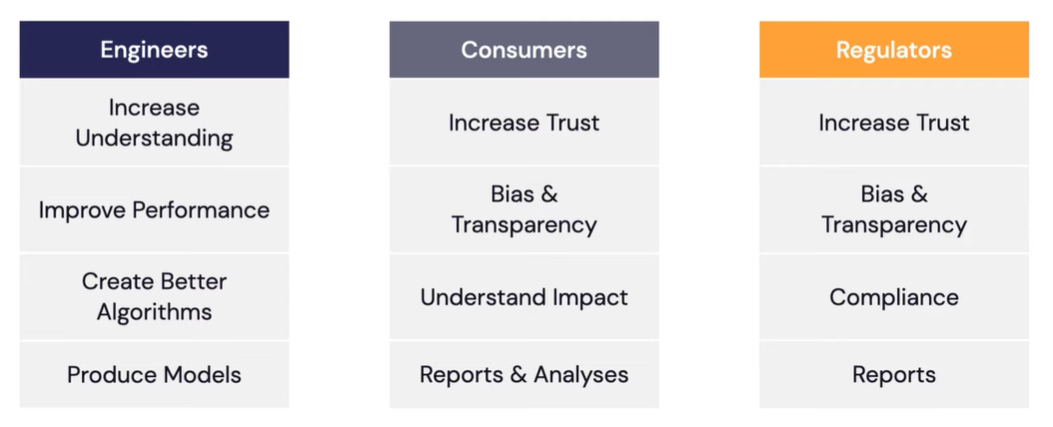 Engineers
Increase
Understanding
Improve Performance
Create Better
Algorithms
Produce Models
Consumers
Increase Trust
Bias &
Transparency
Understand Impact
Reports & Analyses
Regulators
Increase Trust
Bias &
Transparency
Compliance
Reports